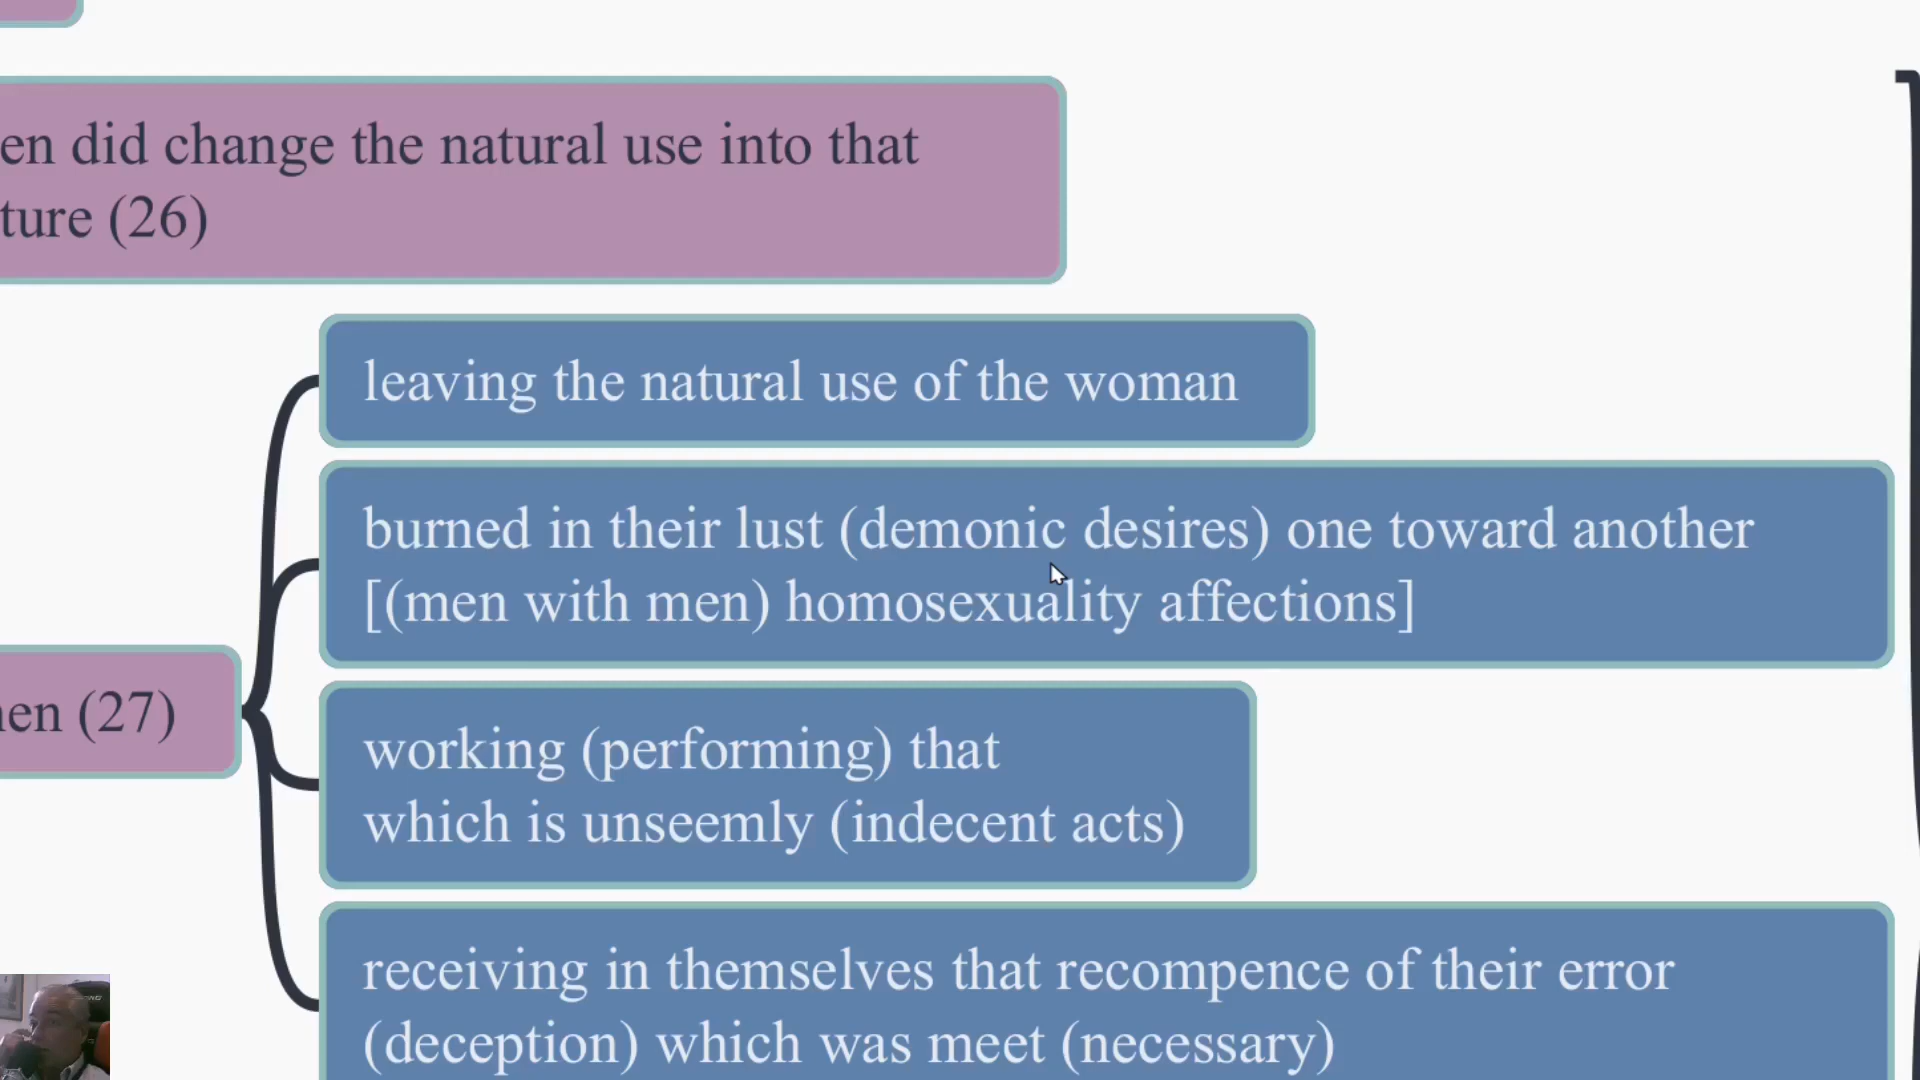 en did change the natural use into that
ture (26)
leaving the natural use of the woman
burned in their lust (demonic desires) one toward another
[(men with men) homosexuality affections]
en (27)
working (performing) that
which is unseemly (indecent acts)
receiving in themselves that recompence of their error
(deception) which was meet (necessary)